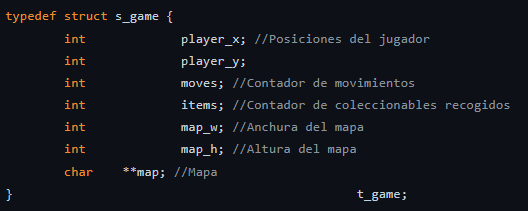 typedef struct s_game {
int player_x; //Posiciones del jugador
int player_y;
int moves; //Contador de movimientos
int items; //Contador de coleccionables recogidos
int map_w; //Anchura del mapa
int map_h; //Altura del mapa
char **map; //Mapa
} t_game;